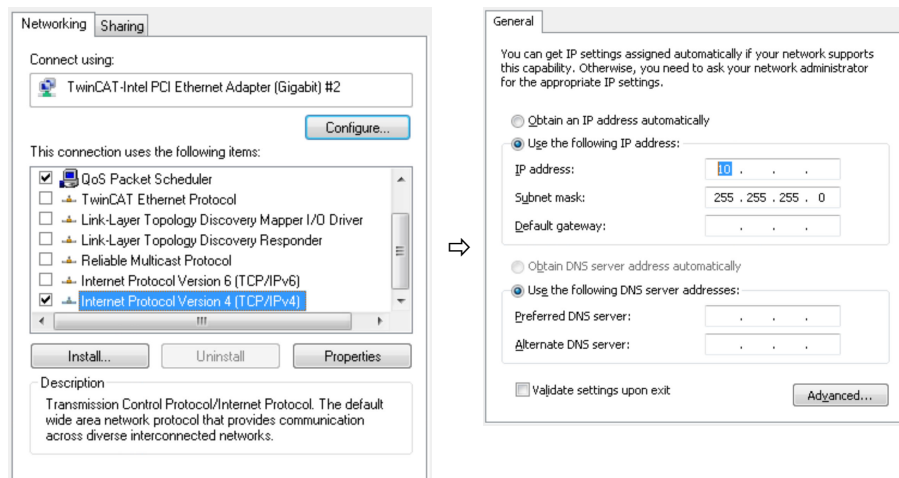 Networking
Sharing
Connect using:
TwinCAT-Intel PCI Ethernet Adapter (Gigabit) #2
Configure...
This connection uses the following items:
QoS Packet Scheduler
TwinCAT Ethernet Protocol
Link-Layer Topology Discovery Mapper I/O Driver
Link-Layer Topology Discovery Responder
Reliable Multicast Protocol
Internet Protocol Version 6 (TCP/IPv6)
Internet Protocol Version 4 (TCP/IPv4)
Install...
Uninstall
Properties
Description
Transmission Control Protocol/Internet Protocol. The default
wide area network protocol that provides communication
across diverse interconnected networks.
General
You can get IP settings assigned automatically if your network supports
this capability. Otherwise, you need to ask your network administrator
for the appropriate IP settings.
Obtain an IP address automatically
Use the following IP address:
IP address: 10 . . .
Subnet mask: 255 . 255 . 255 . 0
Default gateway: . . .
Obtain DNS server address automatically
Use the following DNS server addresses:
Preferred DNS server: . . .
Alternate DNS server: . . .
Validate settings upon exit
Advanced...